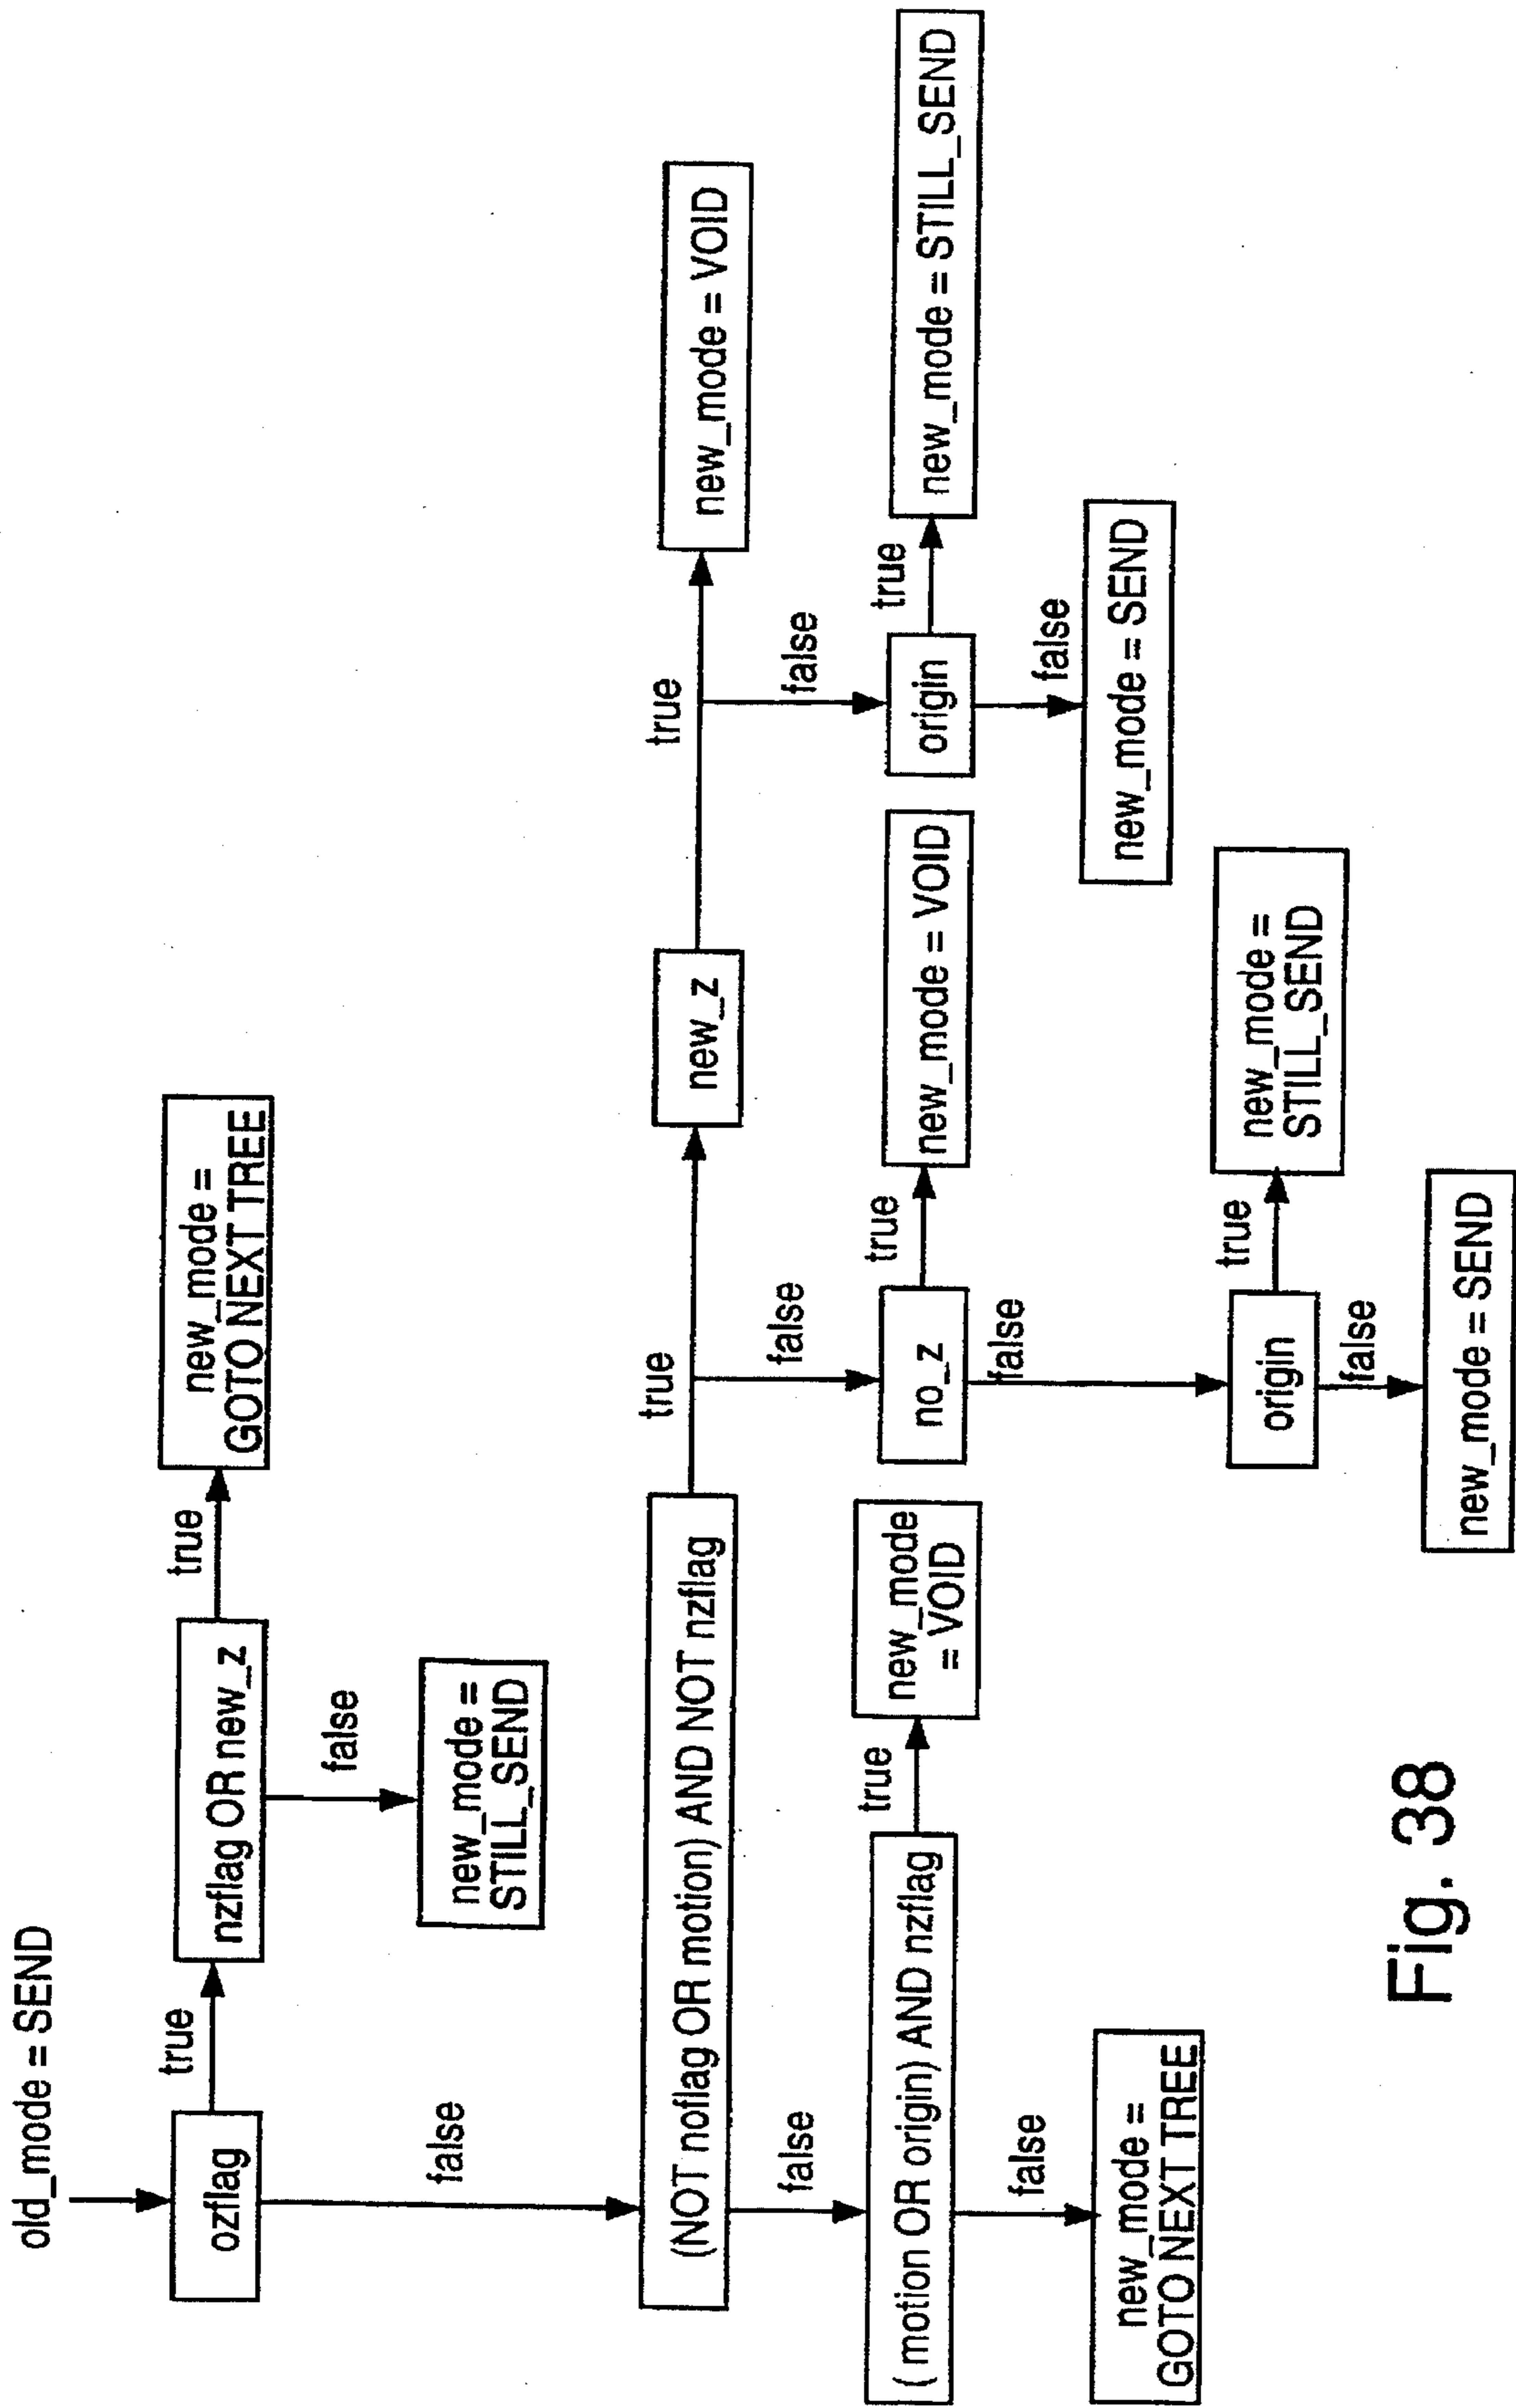 old_mode = SEND
ozflag
true
nzflag OR new_z
true
new_mode =
GOTO NEXT TREE
false
new_mode =
STILL_SEND
false
(NOT noflag OR motion) AND NOT nzflag
true
new_z
true
new_mode = VOID
false
origin
true
new_mode = STILL_SEND
false
new_mode = SEND
false
no_z
true
new_mode = VOID
false
origin
true
new_mode =
STILL_SEND
false
new_mode = SEND
false
( motion OR origin) AND nzflag
true
new_mode
= VOID
false
new_mode =
GOTO NEXT TREE
Fig. 38